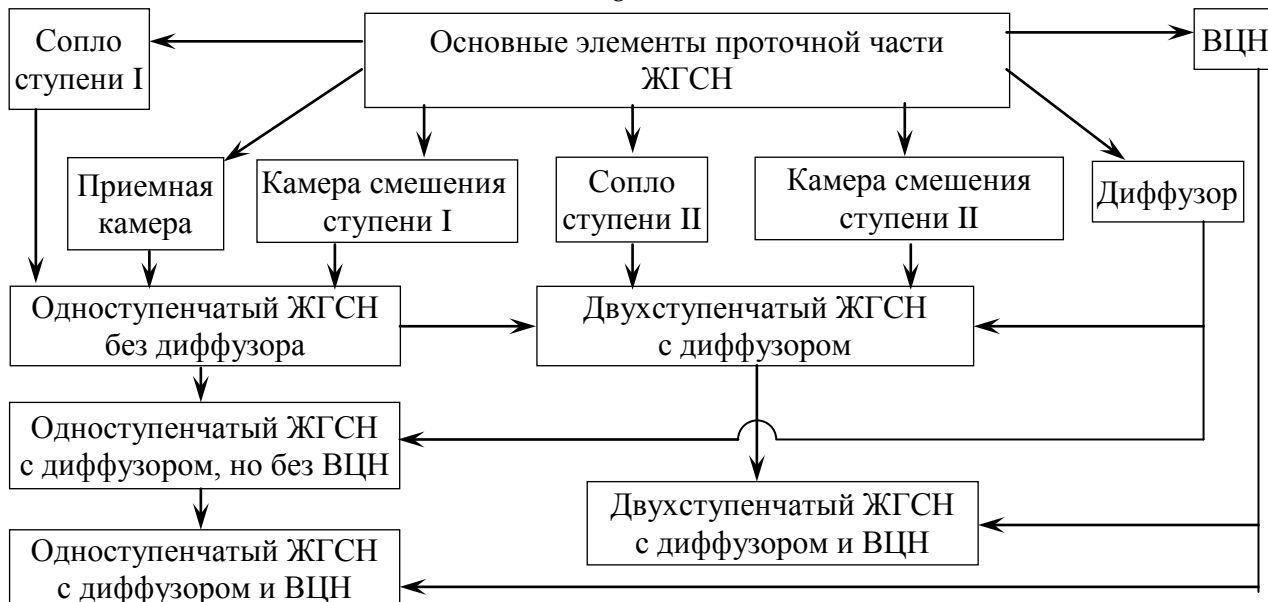 Сопло
ступени I
Основные элементы проточной части
ЖГСН
ВЦН
Приемная
камера
Камера смешения
ступени I
Сопло
ступени II
Камера смешения
ступени II
Диффузор
Одноступенчатый ЖГСН
без диффузора
Двухступенчатый ЖГСН
с диффузором
Одноступенчатый ЖГСН
с диффузором, но без ВЦН
Двухступенчатый ЖГСН
с диффузором и ВЦН
Одноступенчатый ЖГСН
с диффузором и ВЦН